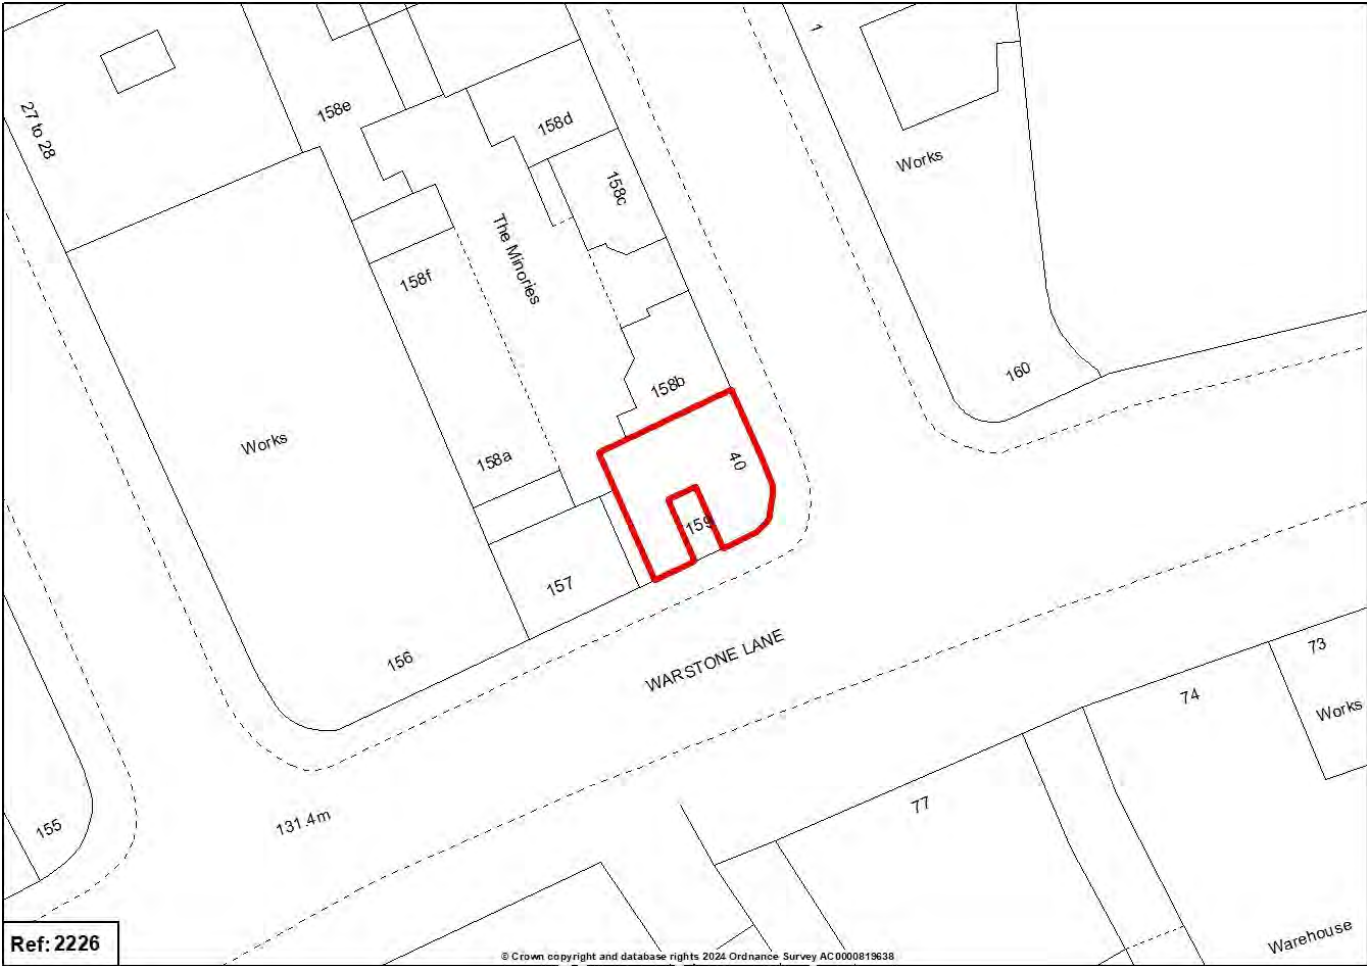 1
27 to 28
158e
158d
Works
158c
The Minories
158f
160
158b
Works
158a
40
159
157
156
WARSTONE LANE
73
74
Works
77
131.4m
155
Warehouse
Ref: 2226
© Crown copyright and database rights 2024 Ordnance Survey AC0000819638